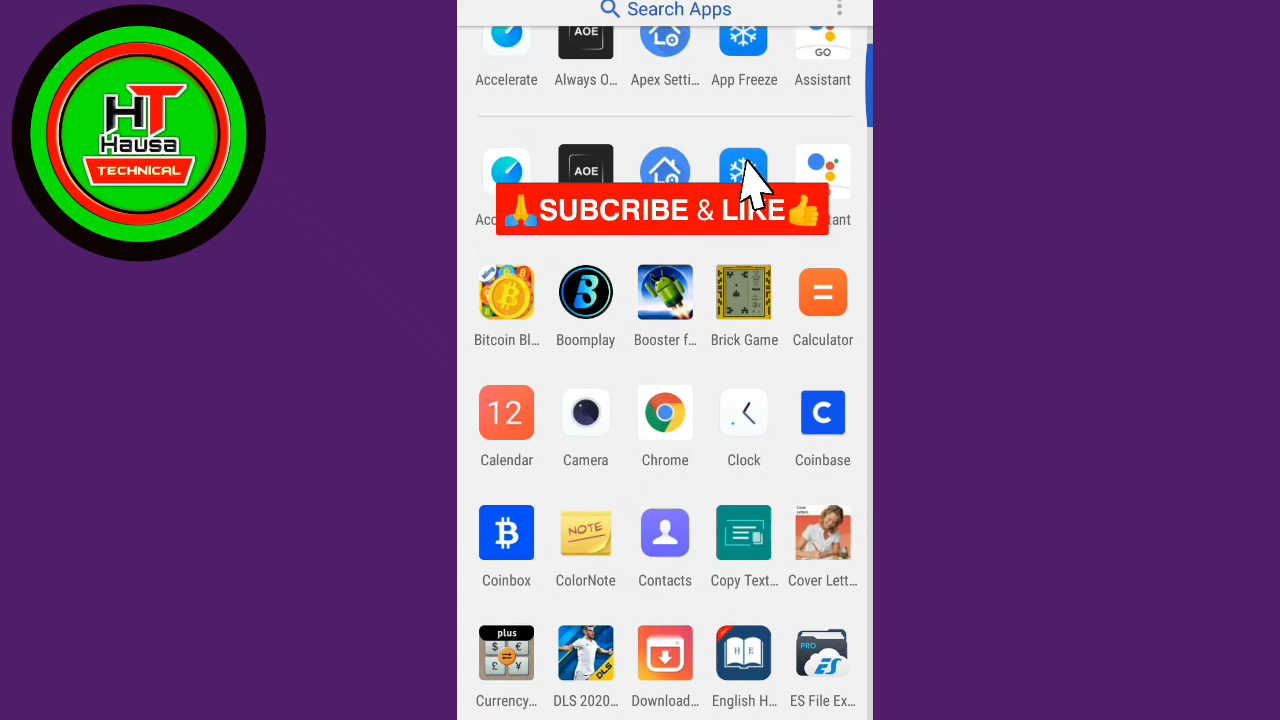 HT
Hausa
TECHNICAL
Search Apps
AOE
GO
Accelerate Always O... Apex Setti... App Freeze Assistant
AOE
🙏SUBCRIBE & LIKE👍
Acc tant
Bitcoin Bl... Boomplay Booster f... Brick Game Calculator
12 C
Calendar Camera Chrome Clock Coinbase
NOTE
Coinbox ColorNote Contacts Copy Text... Cover Lett...
plus
$ €
£ ¥
DLS
H E
PRO
ES
Currency... DLS 2020... Download... English H... ES File Ex...